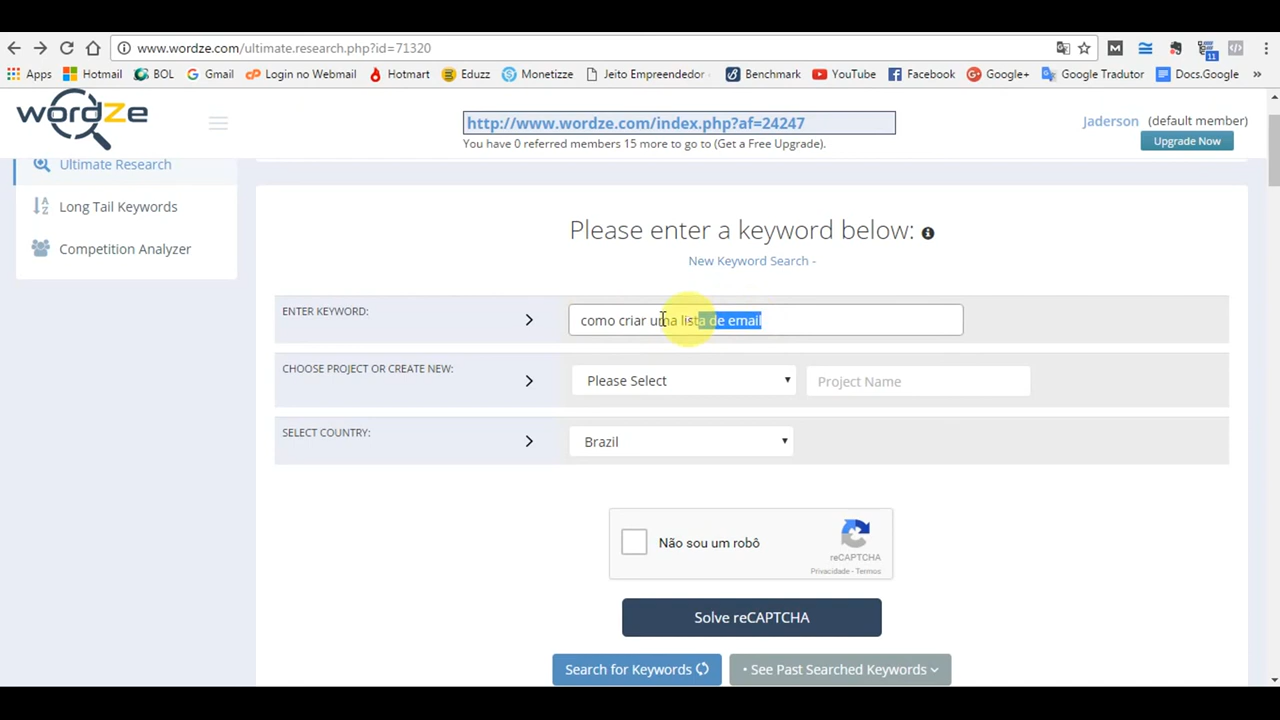 www.wordze.com/ultimate.research.php?id=71320
M
11
Apps Hotmail BOL Gmail Login no Webmail Hotmart Eduzz Monetizze Jeito Empreendedor Benchmark YouTube Facebook Google+ Google Tradutor Docs.Google »
wordze
http://www.wordze.com/index.php?af=24247
You have 0 referred members 15 more to go to (Get a Free Upgrade).
Jaderson (default member)
Upgrade Now
Ultimate Research
Long Tail Keywords
Competition Analyzer
Please enter a keyword below:
New Keyword Search -
ENTER KEYWORD:
como criar uma lista de email
CHOOSE PROJECT OR CREATE NEW:
Please Select
Project Name
SELECT COUNTRY:
Brazil
Não sou um robô
reCAPTCHA
Privacidade - Termos
Solve reCAPTCHA
Search for Keywords
• See Past Searched Keywords